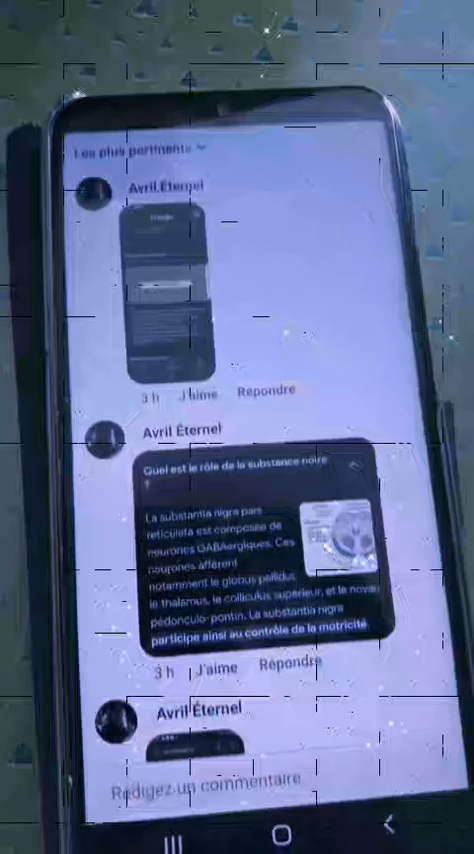 Les plus pertinents
Avril Éternel
3 h J'aime Répondre
Avril Éternel
Quel est le rôle de la substance noire
?
La substantia nigra pars
reticulata est composée de
neurones GABAergiques. Ces
neurones afférent
notamment le globus pallidus,
le thalamus, le colliculus supérieur, et le noyau
pédonculo-pontin. La substantia nigra
participe ainsi au contrôle de la motricité
3 h J'aime Répondre
Avril Éternel
Rédigez un commentaire